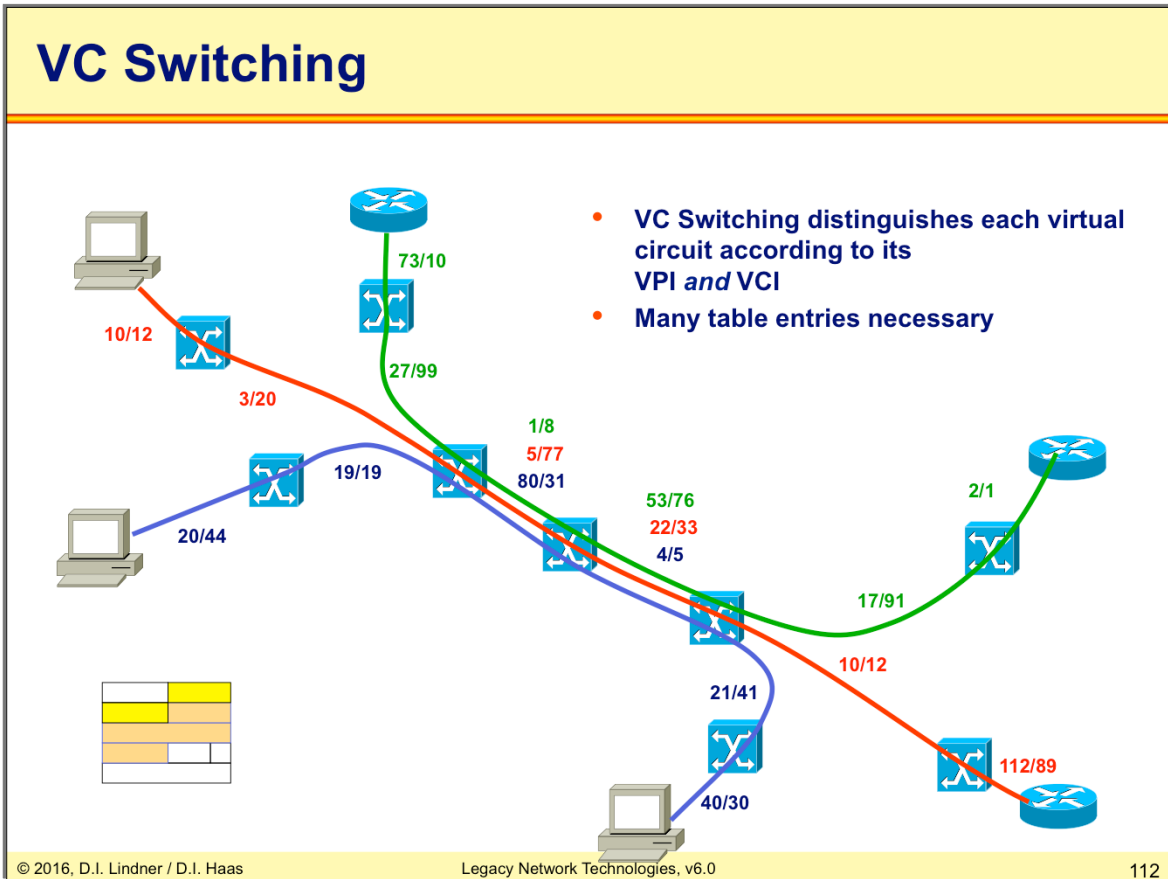 VC Switching
• VC Switching distinguishes each virtual
circuit according to its
VPI and VCI
• Many table entries necessary
73/10
10/12
27/99
3/20
1/8
5/77
80/31
19/19
20/44
53/76
22/33
4/5
2/1
17/91
10/12
21/41
112/89
40/30
© 2016, D.I. Lindner / D.I. Haas
Legacy Network Technologies, v6.0
112